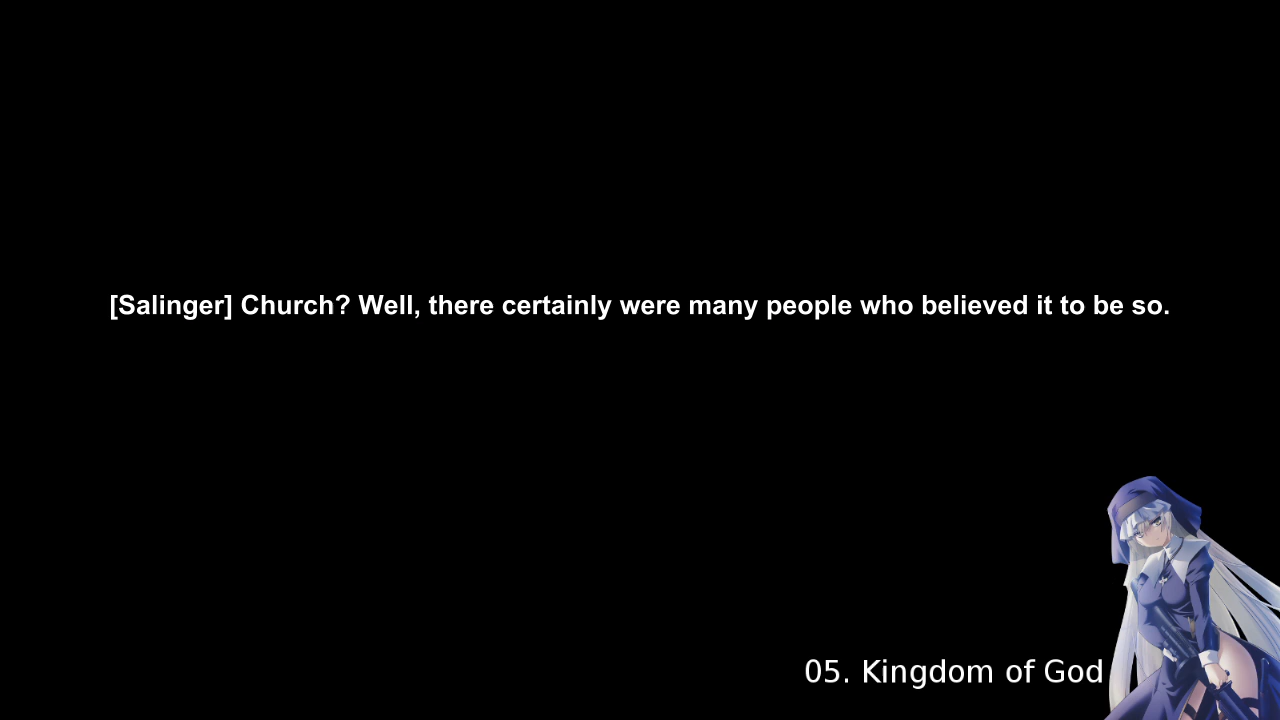 [Salinger] Church? Well, there certainly were many people who believed it to be so.
05. Kingdom of God